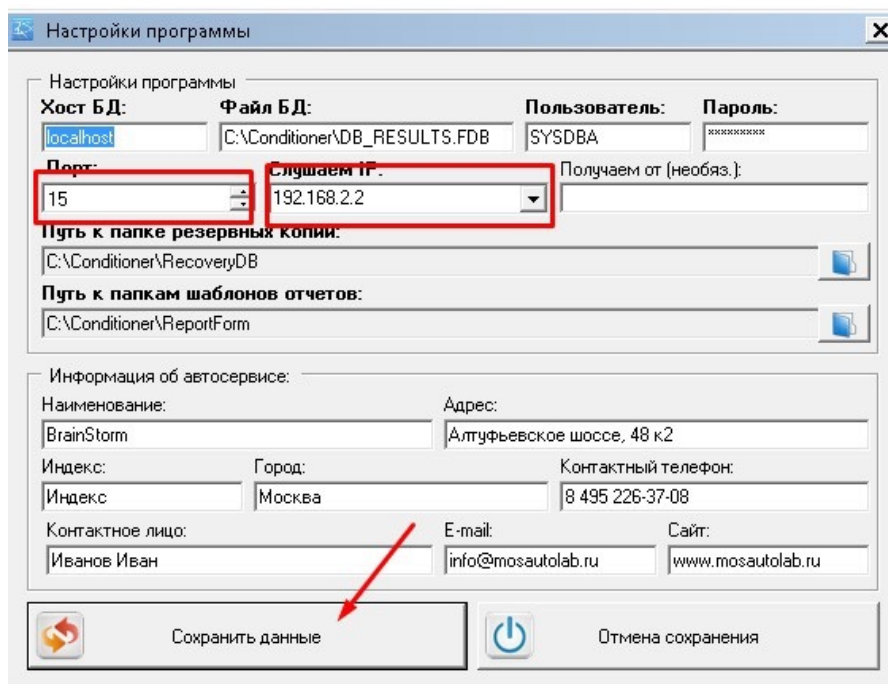 Настройки программы
Настройки программы
Хост БД: Файл БД: Пользователь: Пароль:
localhost C:\Conditioner\DB_RESULTS.FDB SYSDBA *********
Порт: Слушаем IP: Получаем от (необяз.):
15 192.168.2.2
Путь к папке резервных копий:
C:\Conditioner\RecoveryDB
Путь к папкам шаблонов отчетов:
C:\Conditioner\ReportForm
Информация об автосервисе:
Наименование: Адрес:
BrainStorm Алтуфьевское шоссе, 48 к2
Индекс: Город: Контактный телефон:
Индекс Москва 8 495 226-37-08
Контактное лицо: E-mail: Сайт:
Иванов Иван info@mosautolab.ru www.mosautolab.ru
Сохранить данные Отмена сохранения